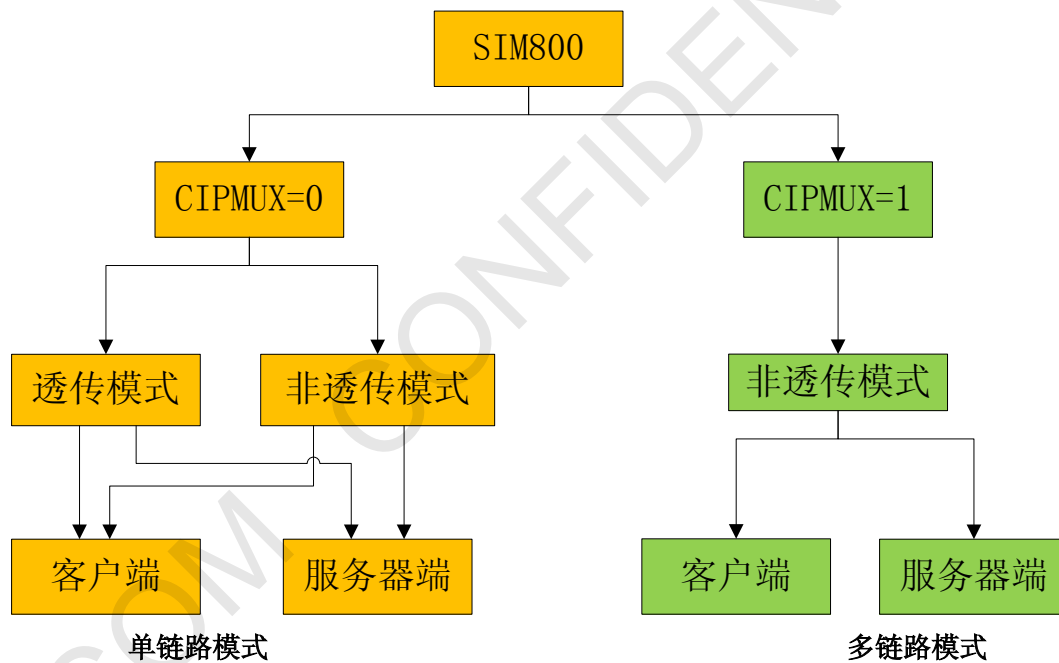 SIM800
CIPMUX=0
CIPMUX=1
透传模式
非透传模式
非透传模式
客户端
服务器端
客户端
服务器端
单链路模式
多链路模式
COM CONFIDEN